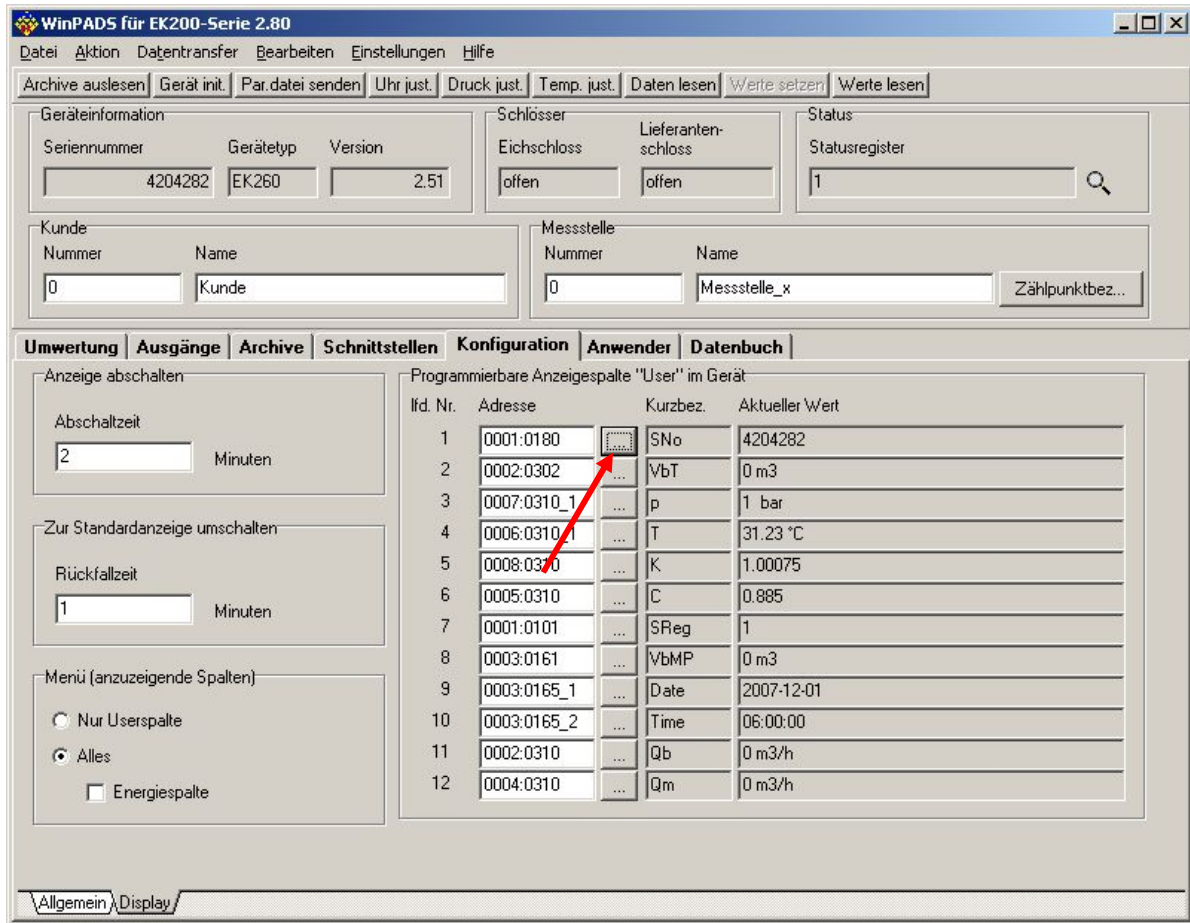 WinPADS für EK200-Serie 2.80
Datei Aktion Datentransfer Bearbeiten Einstellungen Hilfe
Archive auslesen Gerät init. Par.datei senden Uhr just. Druck just. Temp. just. Daten lesen Werte setzen Werte lesen
Geräteinformation Schlösser Status
Seriennummer Gerätetyp Version Eichschloss Lieferanten-schloss Statusregister
4204282 EK260 2.51 offen offen 1
Kunde Messstelle
Nummer Name Nummer Name
0 Kunde 0 Messstelle_x Zählpunktbez...
Umwertung Ausgänge Archive Schnittstellen Konfiguration Anwender Datenbuch
Anzeige abschalten
Abschaltzeit
2 Minuten
Zur Standardanzeige umschalten
Rückfallzeit
1 Minuten
Menü (anzuzeigende Spalten)
Nur Userspalte
Alles
Energiespalte
Programmierbare Anzeigespalte "User" im Gerät
lfd. Nr. Adresse Kurzbez. Aktueller Wert
1 0001:0180 ... SNo 4204282
2 0002:0302 ... VbT 0 m3
3 0007:0310_1 ... p 1 bar
4 0006:0310_1 ... T 31.23 °C
5 0008:0310 ... K 1.00075
6 0005:0310 ... C 0.885
7 0001:0101 ... SReg 1
8 0003:0161 ... VbMP 0 m3
9 0003:0165_1 ... Date 2007-12-01
10 0003:0165_2 ... Time 06:00:00
11 0002:0310 ... Qb 0 m3/h
12 0004:0310 ... Qm 0 m3/h
Allgemein Display